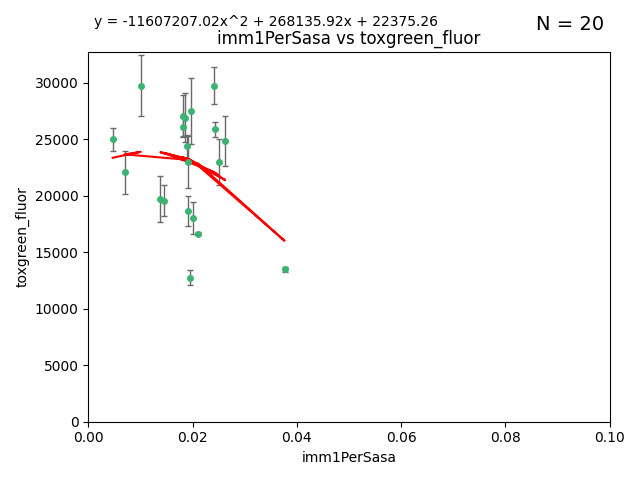 y = -11607207.02x^2 + 268135.92x + 22375.26
N = 20
imm1PerSasa vs toxgreen_fluor
30000
25000
20000
15000
10000
5000
0
toxgreen_fluor
0.00 0.02 0.04 0.06 0.08 0.10
imm1PerSasa